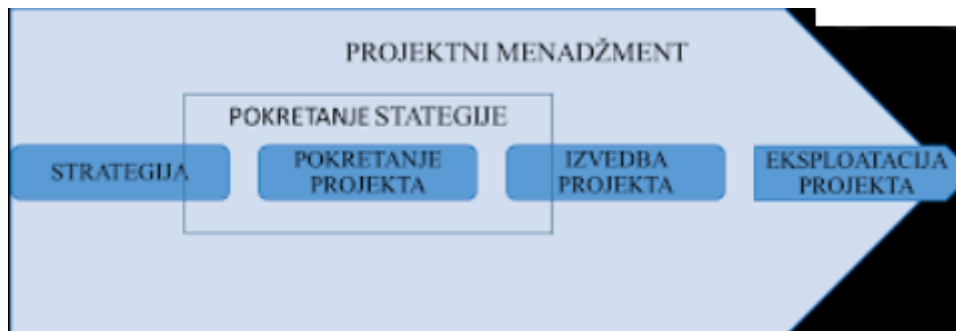 PROJEKTNI MENADŽMENT
POKRETANJE STATEGIJE
STRATEGIJA
POKRETANJE
PROJEKTA
IZVEDBA
PROJEKTA
EKSPLOATACIJA
PROJEKTA